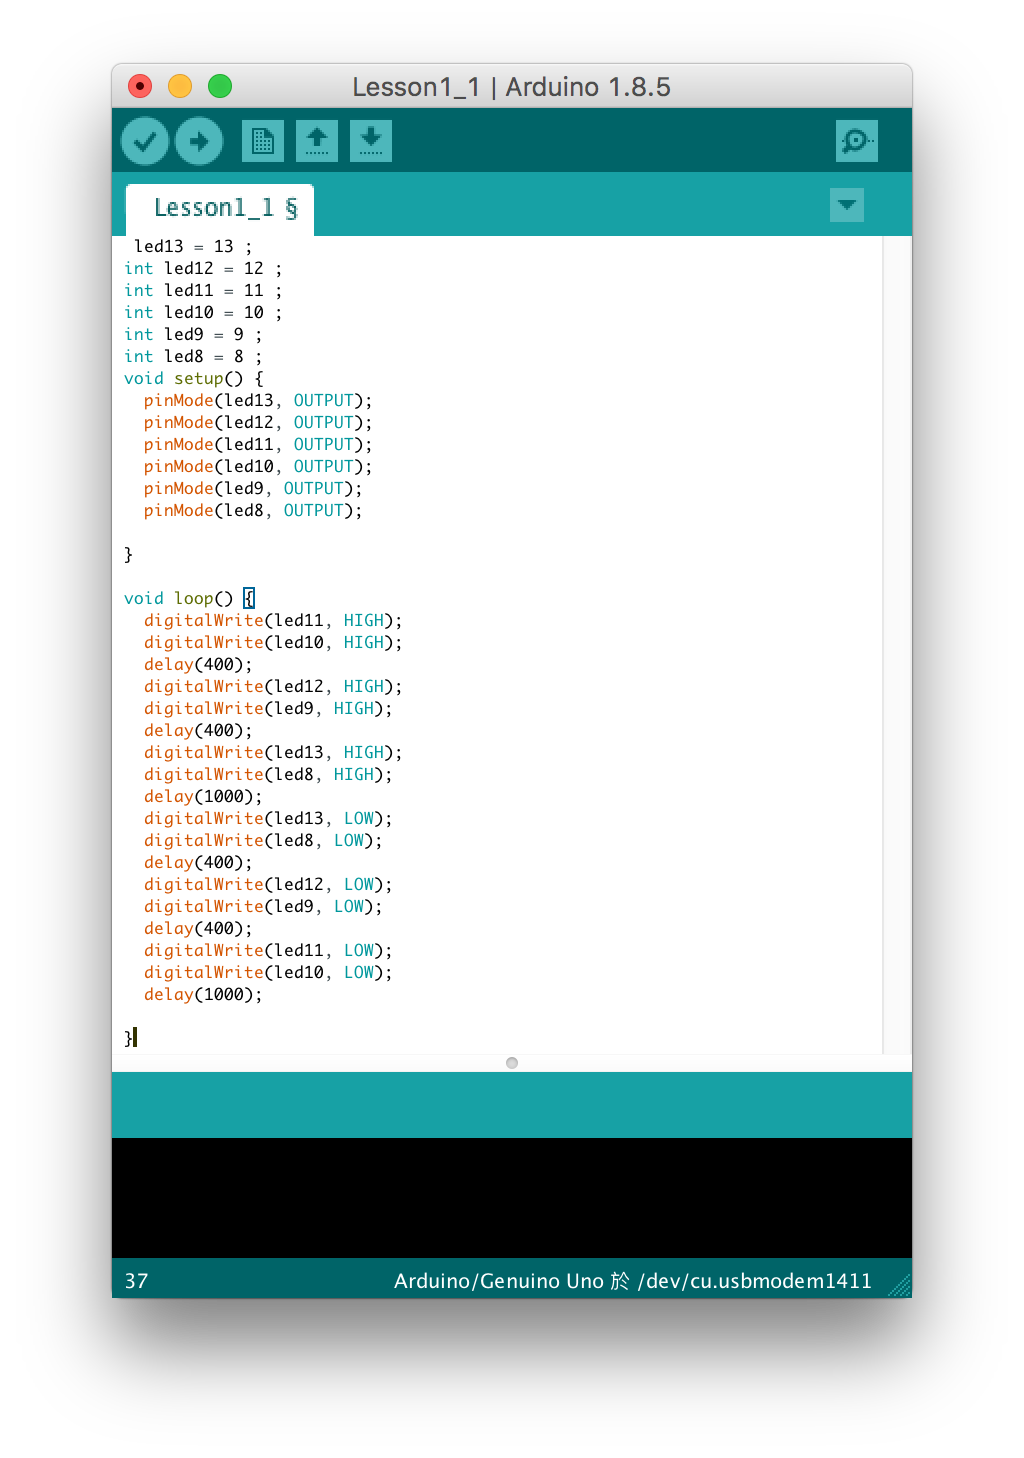 Lesson1_1 | Arduino 1.8.5
Lesson1_1 §
led13 = 13 ;
int led12 = 12 ;
int led11 = 11 ;
int led10 = 10 ;
int led9 = 9 ;
int led8 = 8 ;
void setup() {
  pinMode(led13, OUTPUT);
  pinMode(led12, OUTPUT);
  pinMode(led11, OUTPUT);
  pinMode(led10, OUTPUT);
  pinMode(led9, OUTPUT);
  pinMode(led8, OUTPUT);
}
void loop() {
  digitalWrite(led11, HIGH);
  digitalWrite(led10, HIGH);
  delay(400);
  digitalWrite(led12, HIGH);
  digitalWrite(led9, HIGH);
  delay(400);
  digitalWrite(led13, HIGH);
  digitalWrite(led8, HIGH);
  delay(1000);
  digitalWrite(led13, LOW);
  digitalWrite(led8, LOW);
  delay(400);
  digitalWrite(led12, LOW);
  digitalWrite(led9, LOW);
  delay(400);
  digitalWrite(led11, LOW);
  digitalWrite(led10, LOW);
  delay(1000);
}
37
Arduino/Genuino Uno 於 /dev/cu.usbmodem1411